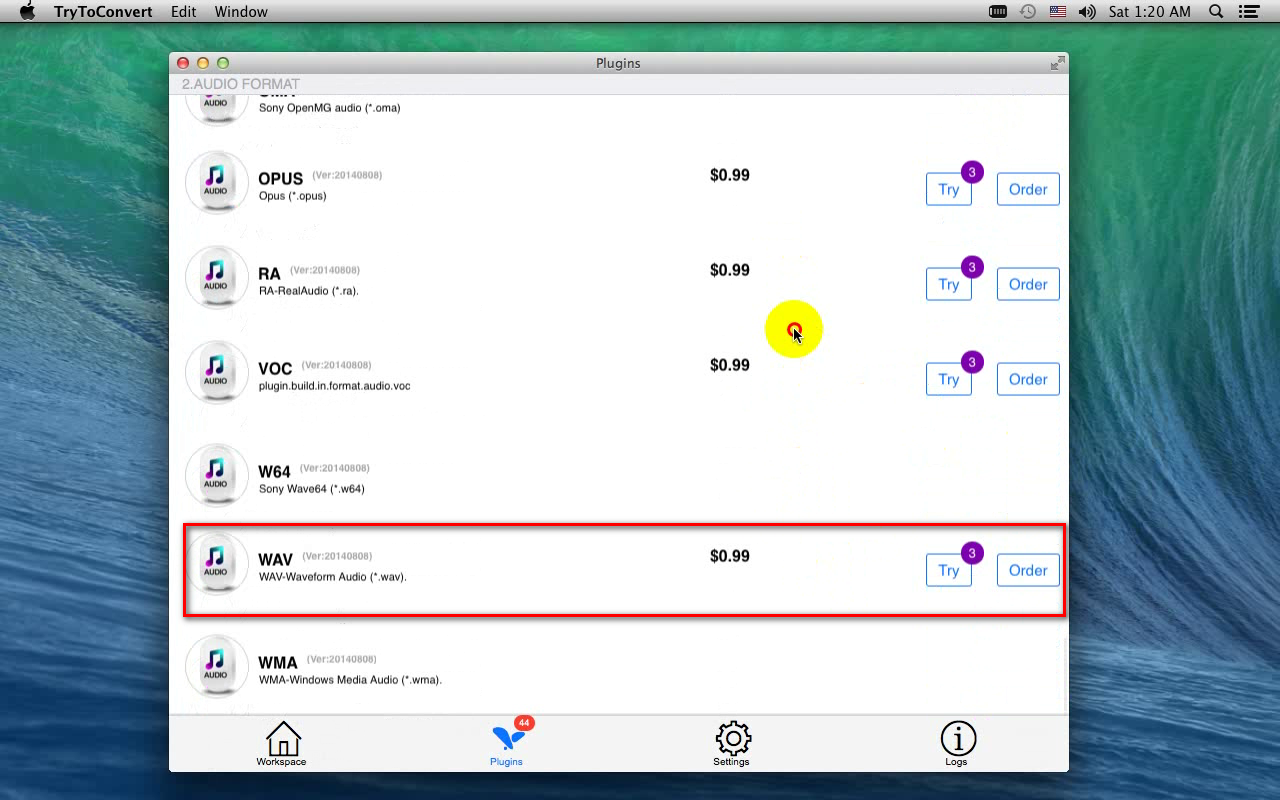 TryToConvert Edit Window Sat 1:20 AM
Plugins
2.AUDIO FORMAT
AUDIO Sony OpenMG audio (*.oma)
AUDIO OPUS (Ver:20140808) $0.99 Try 3 Order
Opus (*.opus)
AUDIO RA (Ver:20140808) $0.99 Try 3 Order
RA-RealAudio (*.ra).
AUDIO VOC (Ver:20140808) $0.99 Try 3 Order
plugin.build.in.format.audio.voc
AUDIO W64 (Ver:20140808)
Sony Wave64 (*.w64)
AUDIO WAV (Ver:20140808) $0.99 Try 3 Order
WAV-Waveform Audio (*.wav).
AUDIO WMA (Ver:20140808)
WMA-Windows Media Audio (*.wma).
44
Workspace Plugins Settings Logs